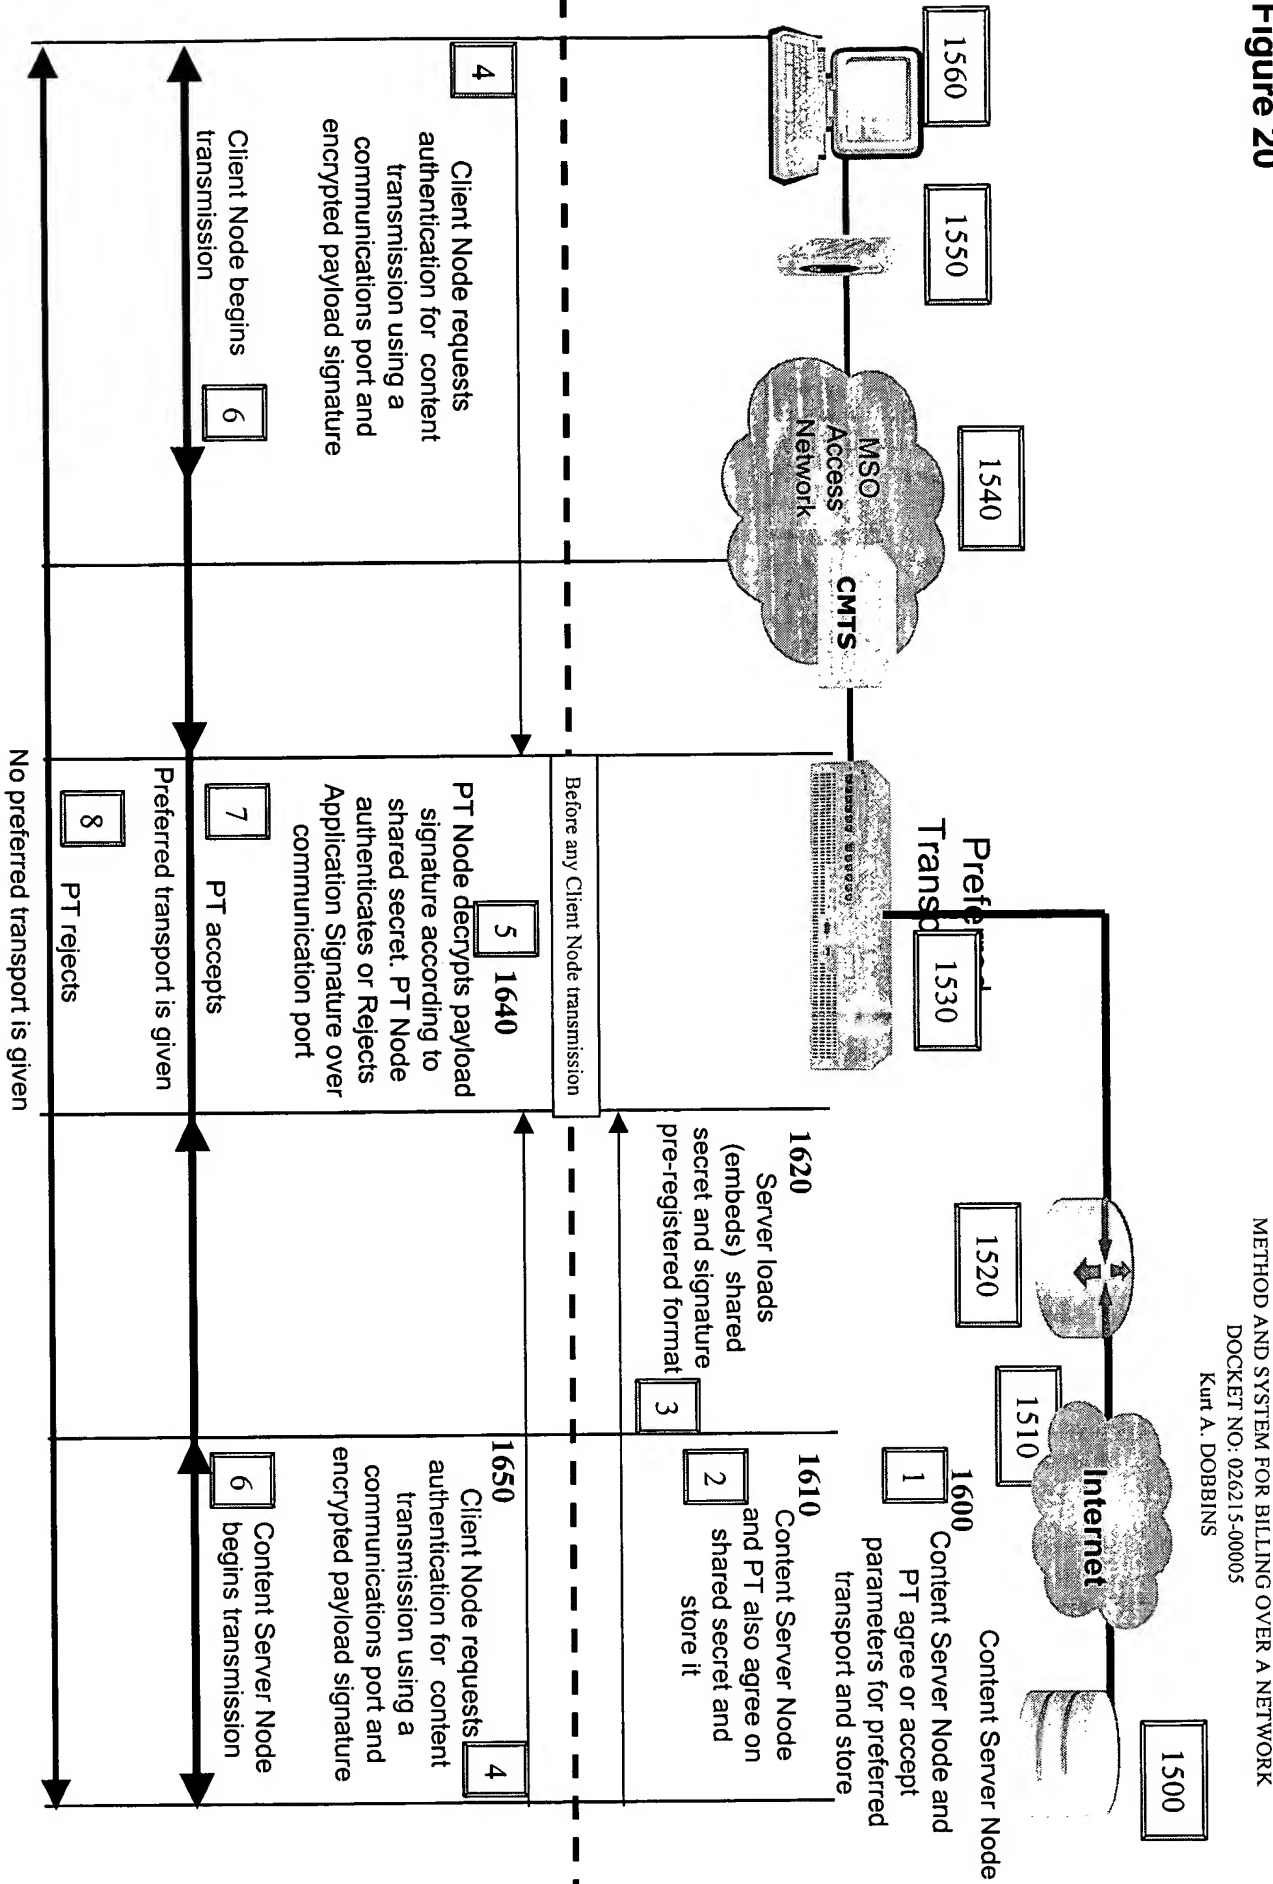 Figure 20
METHOD AND SYSTEM FOR BILLING OVER A NETWORK
DOCKET NO: 026215-00005
Kurt A. DOBBINS
1560
1550
1540
MSO
Access
Network
CMTS
Preferred
1530
1520
1510
Internet
1500
Content Server Node
1600
1
Content Server Node and
PT agree or accept
parameters for preferred
transport and store
1610
2
Content Server Node
and PT also agree on
shared secret and
store it
1620
Server loads
(embeds) shared
secret and signature
pre-registered format
3
Before any Client Node transmission
4
Client Node requests
authentication for content
transmission using a
communications port and
encrypted payload signature
5
1640
PT Node decrypts payload
signature according to
shared secret. PT Node
authenticates or Rejects
Application Signature over
communication port
1650
Client Node requests
authentication for content
transmission using a
communications port and
encrypted payload signature
4
Client Node begins
transmission
6
7
PT accepts
Preferred transport is given
6
Content Server Node
begins transmission
8
PT rejects
No preferred transport is given